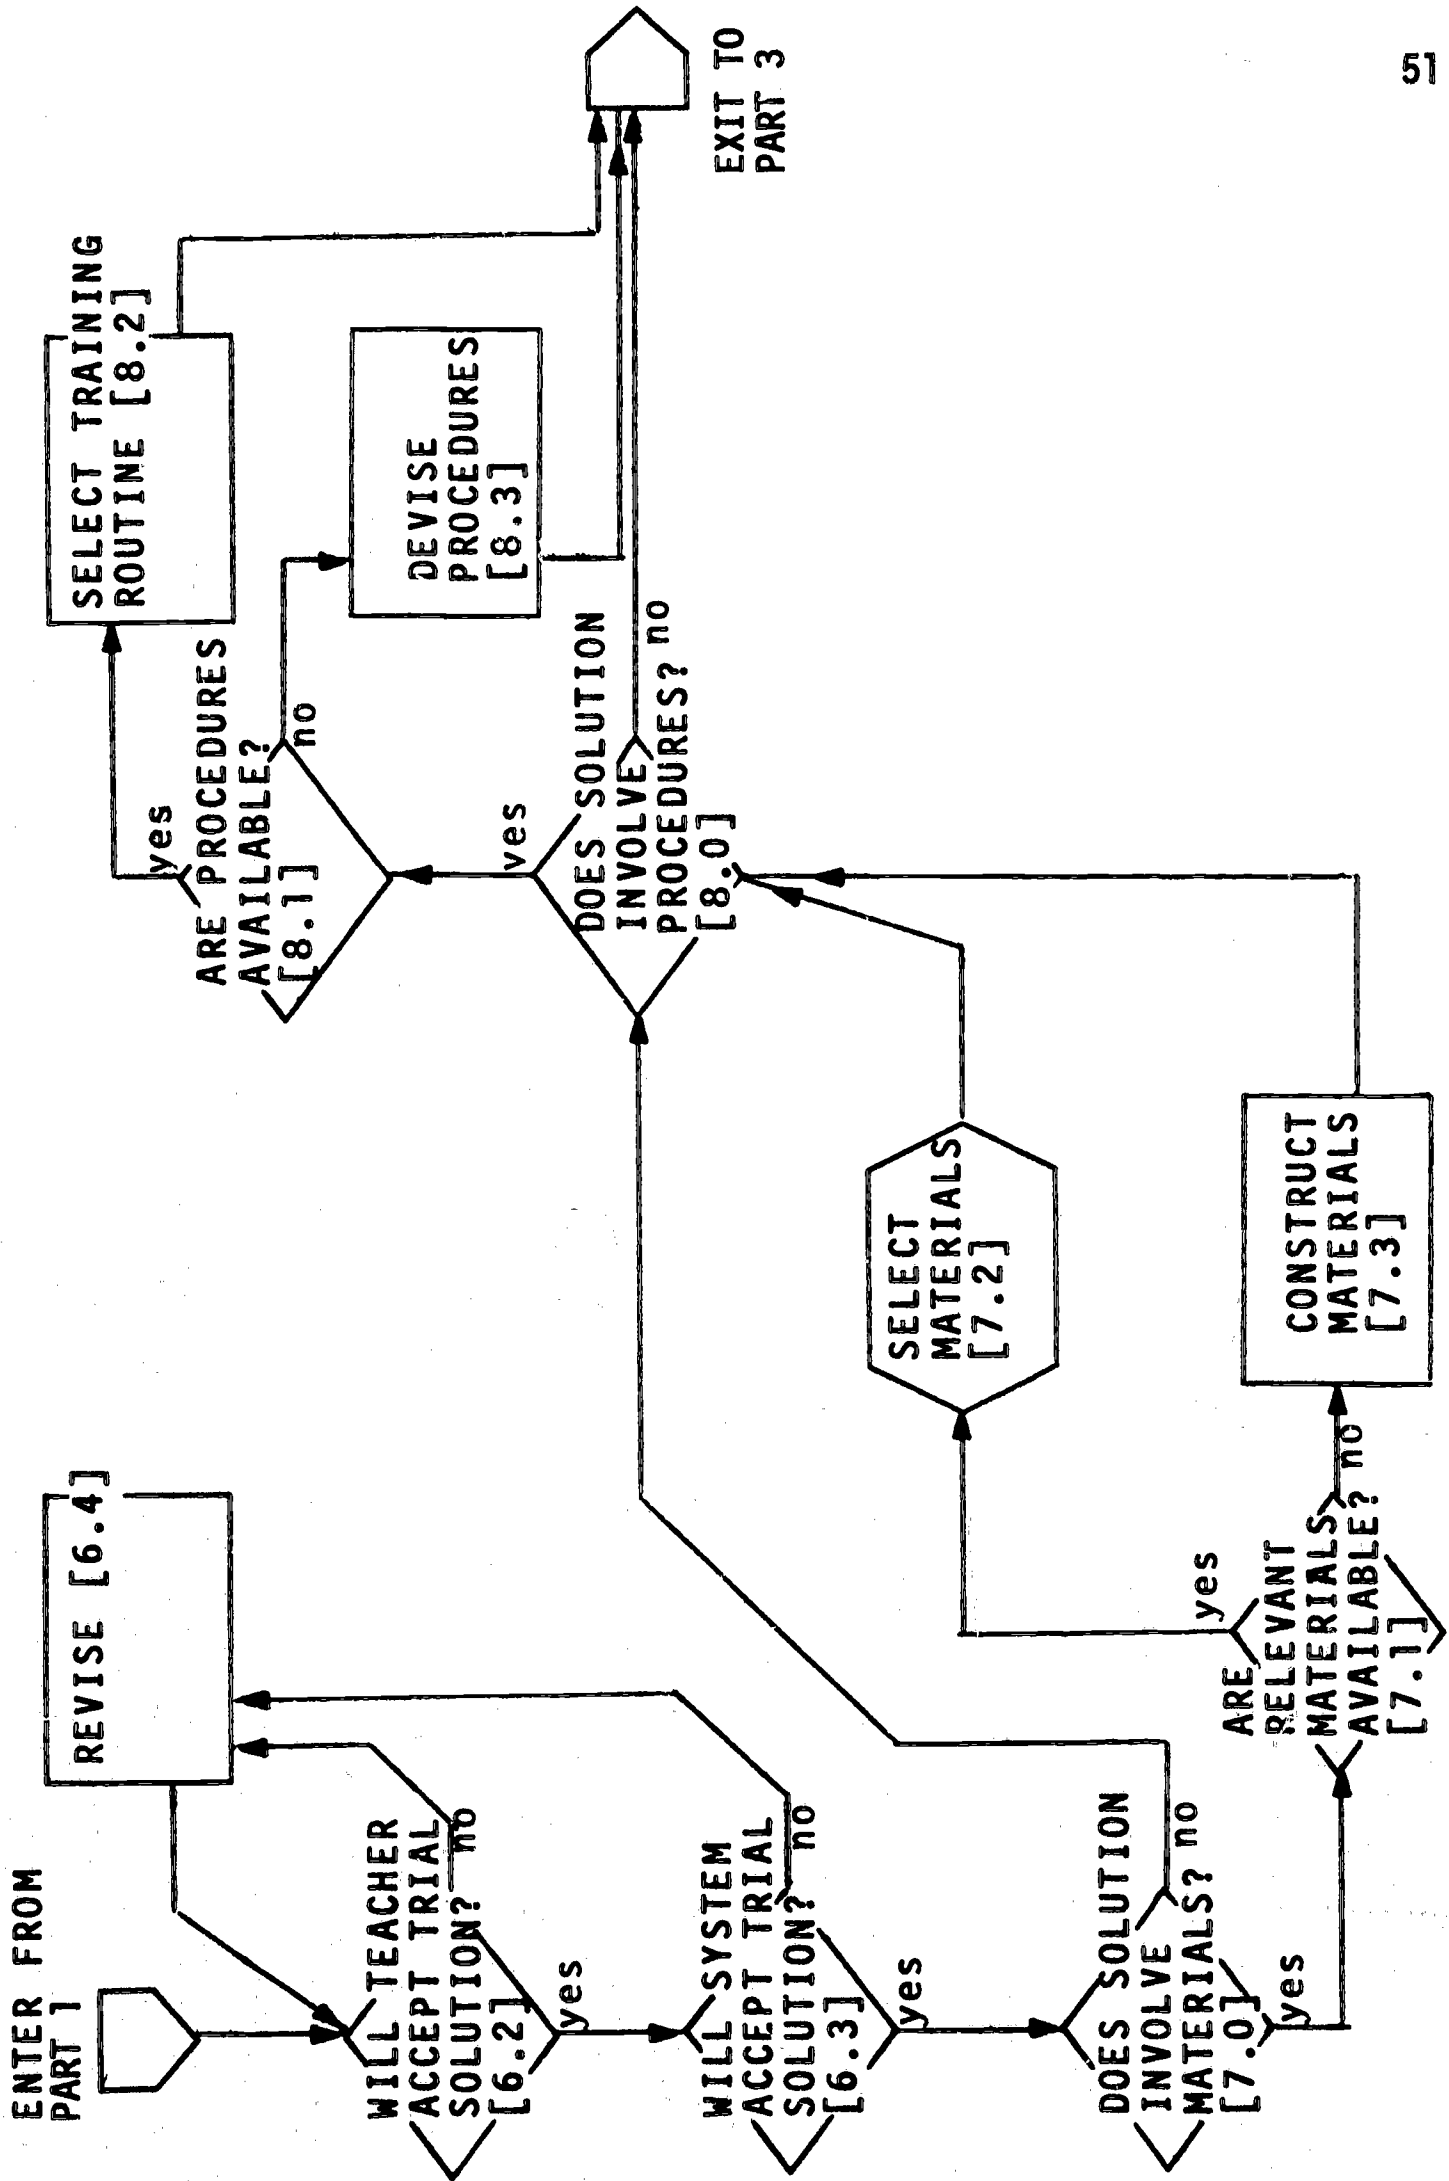 ENTER FROM
PART 1
REVISE [6.4]
WILL TEACHER
ACCEPT TRIAL
SOLUTION?
[6.2]
no
yes
WILL SYSTEM
ACCEPT TRIAL
SOLUTION?
[6.3]
no
yes
DOES SOLUTION
INVOLVE
MATERIALS?
[7.0]
no
yes
ARE
RELEVANT
MATERIALS
AVAILABLE?
[7.1]
yes
no
SELECT
MATERIALS
[7.2]
CONSTRUCT
MATERIALS
[7.3]
DOES SOLUTION
INVOLVE
PROCEDURES?
[8.0]
yes
no
ARE PROCEDURES
AVAILABLE?
[8.1]
yes
no
SELECT TRAINING
ROUTINE [8.2]
DEVISE
PROCEDURES
[8.3]
EXIT TO
PART 3
51